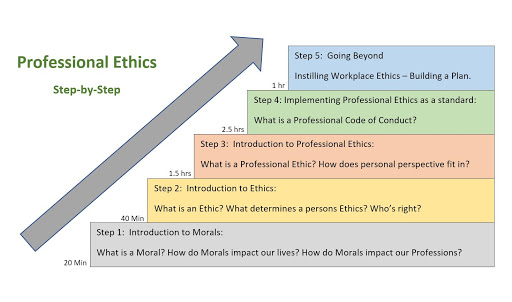 Professional Ethics
Step-by-Step
Step 5:  Going Beyond
Instilling Workplace Ethics – Building a Plan.
1 hr
Step 4: Implementing Professional Ethics as a standard:
What is a Professional Code of Conduct?
2.5 hrs
Step 3:  Introduction to Professional Ethics:
What is a Professional Ethic? How does personal perspective fit in?
1.5 hrs
Step 2:  Introduction to Ethics:
What is an Ethic? What determines a persons Ethics? Who’s right?
40 Min
Step 1:  Introduction to Morals:
What is a Moral? How do Morals impact our lives? How do Morals impact our Professions?
20 Min